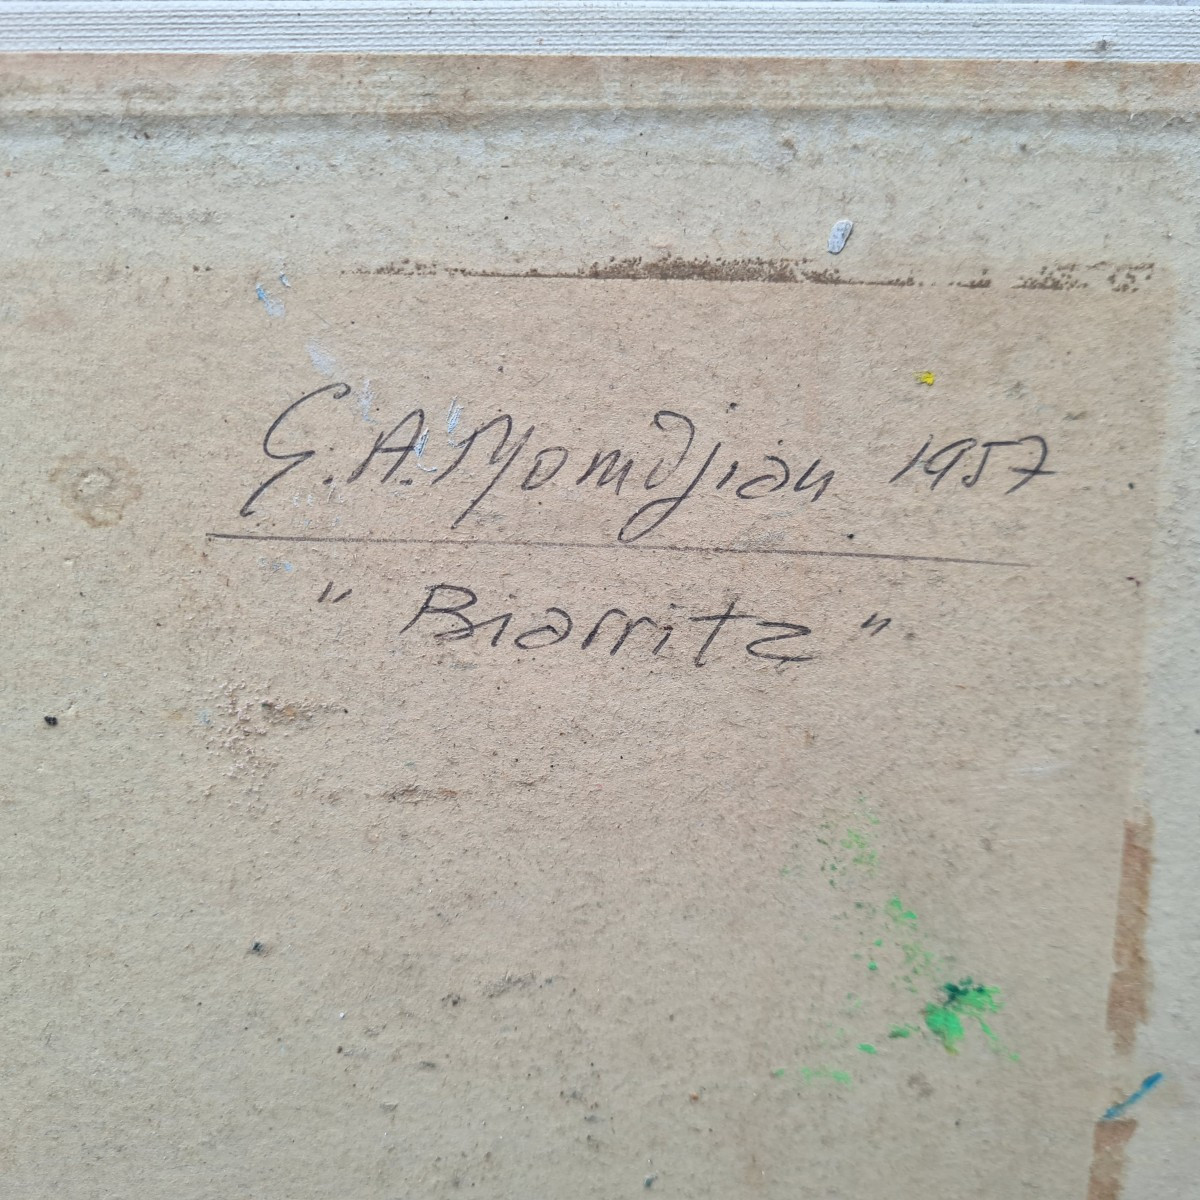 G. A. Momdjian 1957
" Biarritz "